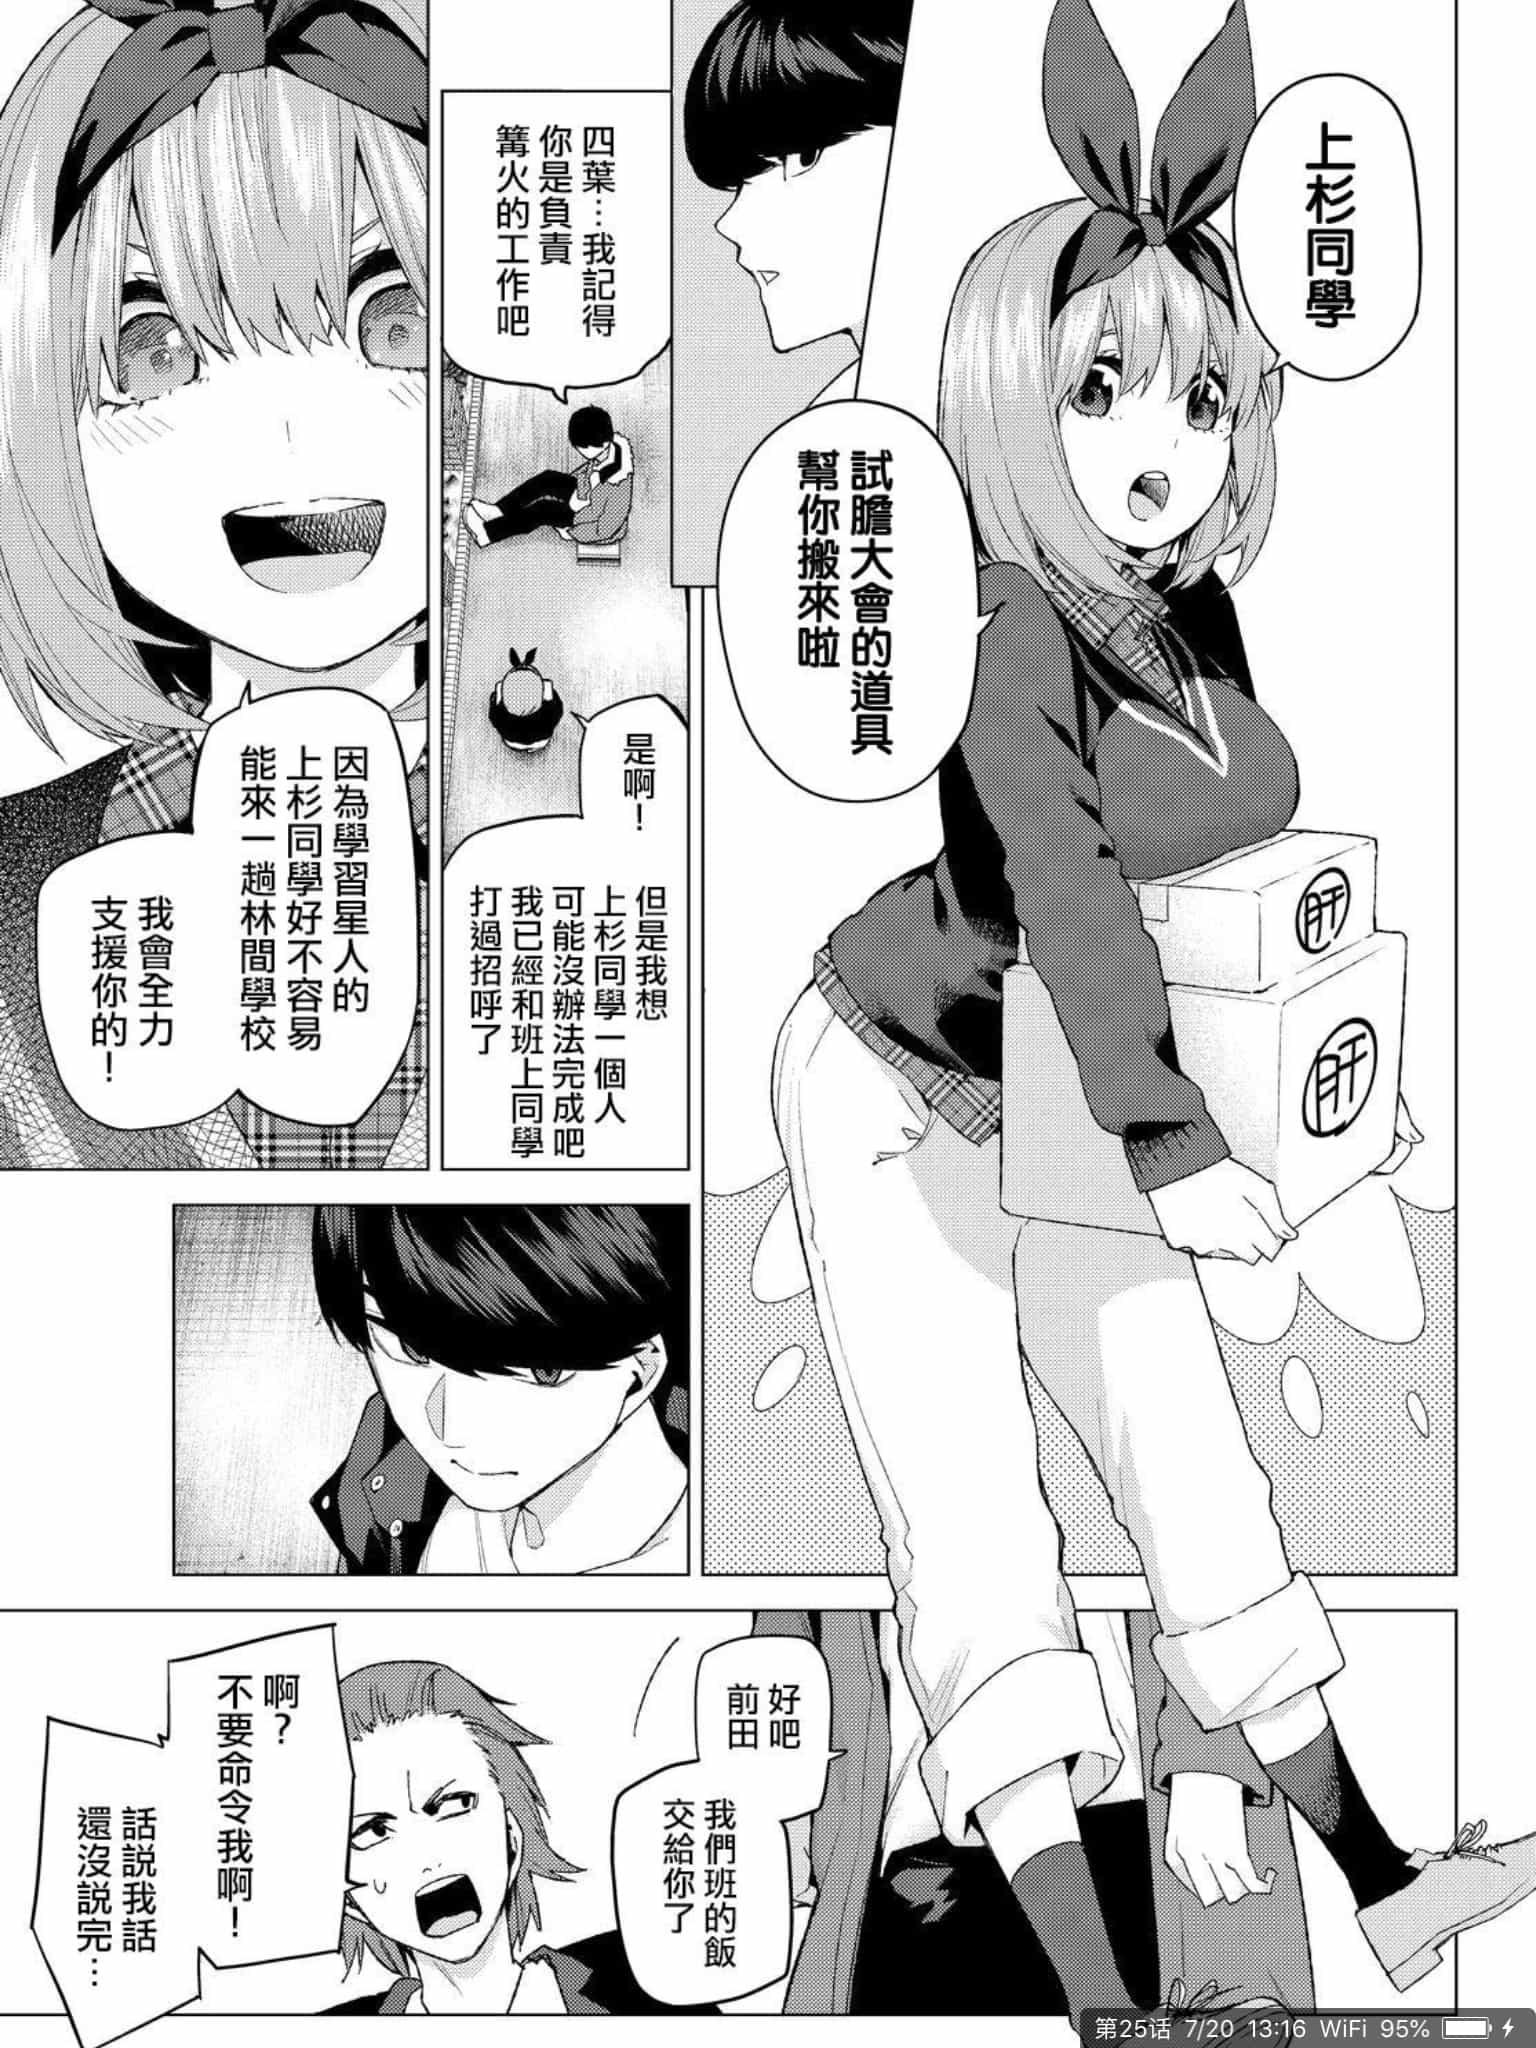 上杉同學
試膽大會的道具
幫你搬來啦
肝
肝
四葉…我記得
你是負責
篝火的工作吧
是啊！
但是我想
上杉同學一個人
可能沒辦法完成吧
我已經和班上同學
打過招呼了
因為學習星人的
上杉同學好不容易
能來一趟林間學校
我會全力
支援你的！
好吧
前田
我們班的飯
交給你了
啊？
不要命令我啊！
話說我話
還沒說完…
第25话 7/20 13:16 WiFi 95%